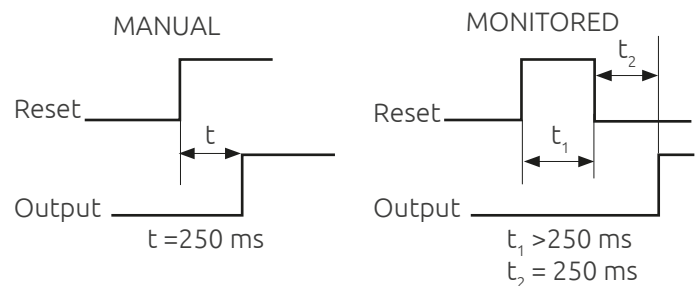 MANUAL
Reset
t
Output
t =250 ms
MONITORED
t₂
Reset
t₁
Output
t₁ >250 ms
t₂ = 250 ms